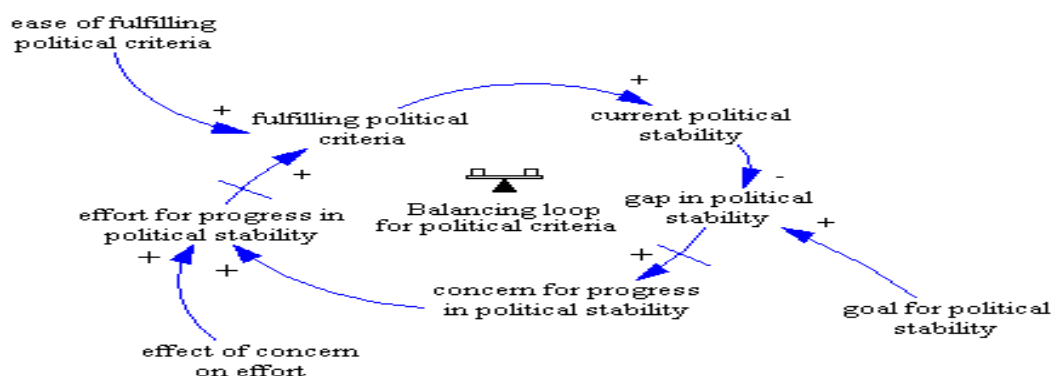 ease of fulfilling
political criteria
+
+
fulfilling political
criteria
current political
stability
+
-
effort for progress in
political stability
Balancing loop
for political criteria
gap in political
stability
+
+
+
+
concern for progress
in political stability
goal for political
stability
effect of concern
on effort